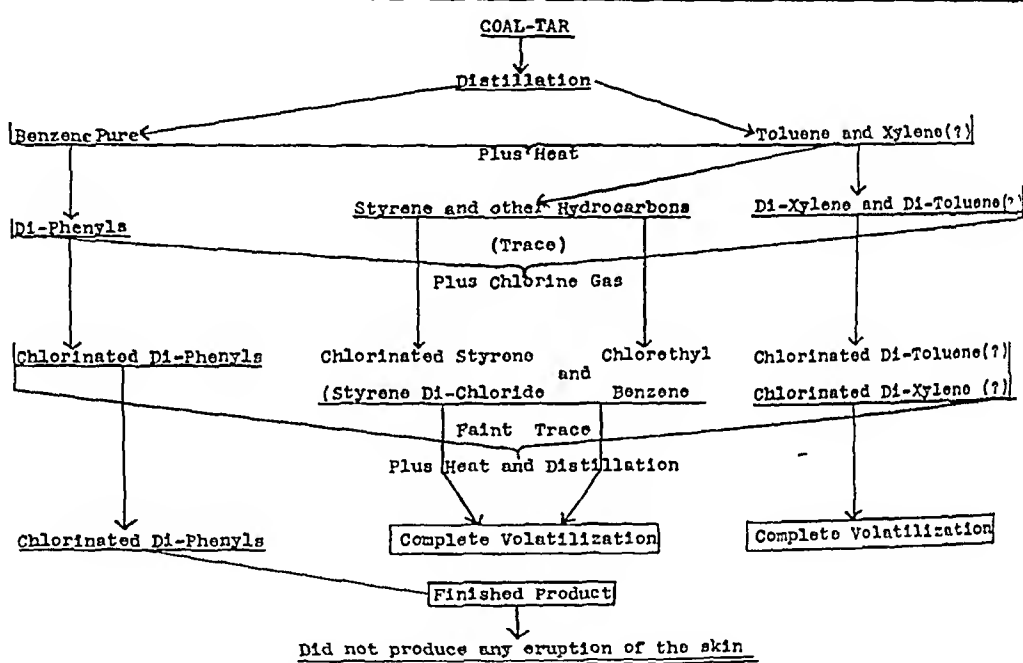 COAL-TAR
Distillation
Benzene Pure
Toluene and Xylene(?)
Plus Heat
Styrene and other Hydrocarbons
Di-Xylene and Di-Toluene(?)
Di-Phenyls
(Trace)
Plus Chlorine Gas
Chlorinated Di-Phenyls
Chlorinated Styrene
Chlorethyl
Chlorinated Di-Toluene(?)
and
(Styrene Di-Chloride
Benzene
Chlorinated Di-Xylene (?)
Faint Trace
Plus Heat and Distillation
Chlorinated Di-Phenyls
Complete Volatilization
Complete Volatilization
Finished Product
Did not produce any eruption of the skin